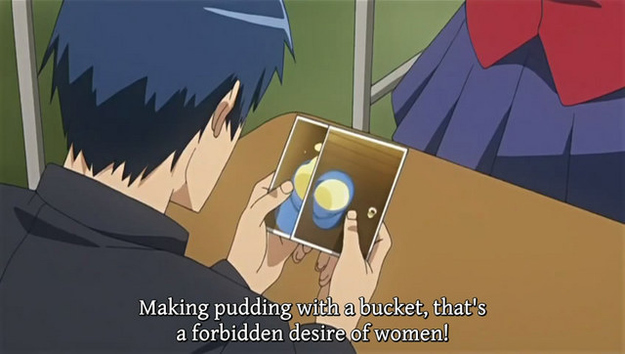 Making pudding with a bucket, that's
a forbidden desire of women!